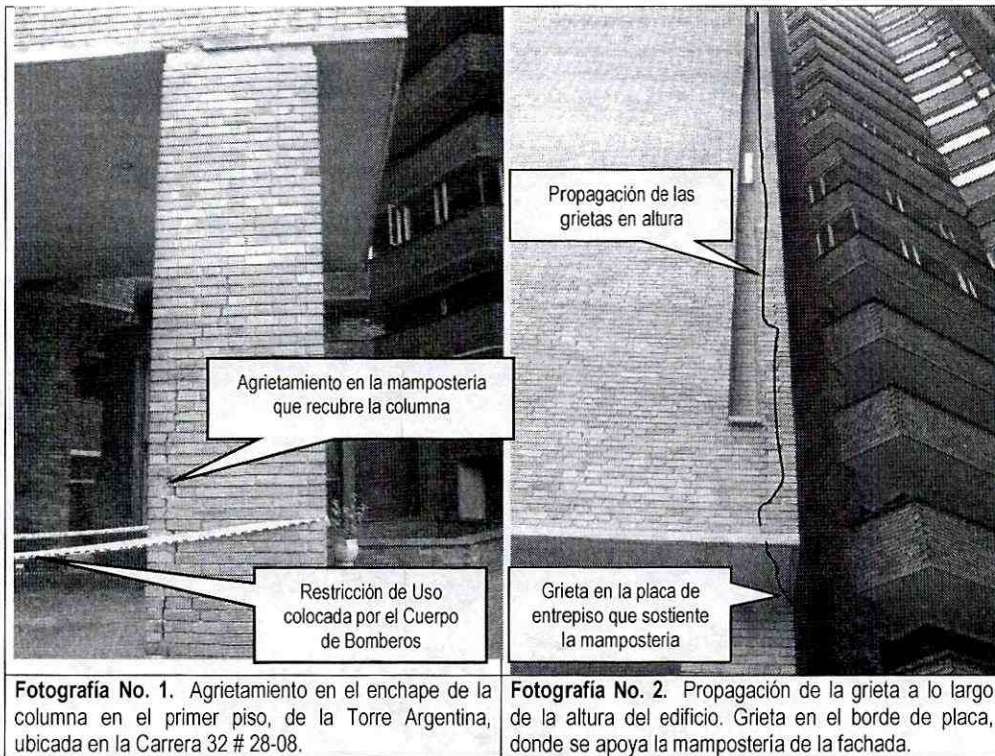 Propagación de las
grietas en altura
Agrietamiento en la mampostería
que recubre la columna
Restricción de Uso
colocada por el Cuerpo
de Bomberos
Grieta en la placa de
entrepiso que sostiente
la mampostería
Fotografía No. 1. Agrietamiento en el enchape de la
columna en el primer piso, de la Torre Argentina,
ubicada en la Carrera 32 # 28-08.
Fotografía No. 2. Propagación de la grieta a lo largo
de la altura del edificio. Grieta en el borde de placa,
donde se apoya la mampostería de la fachada.